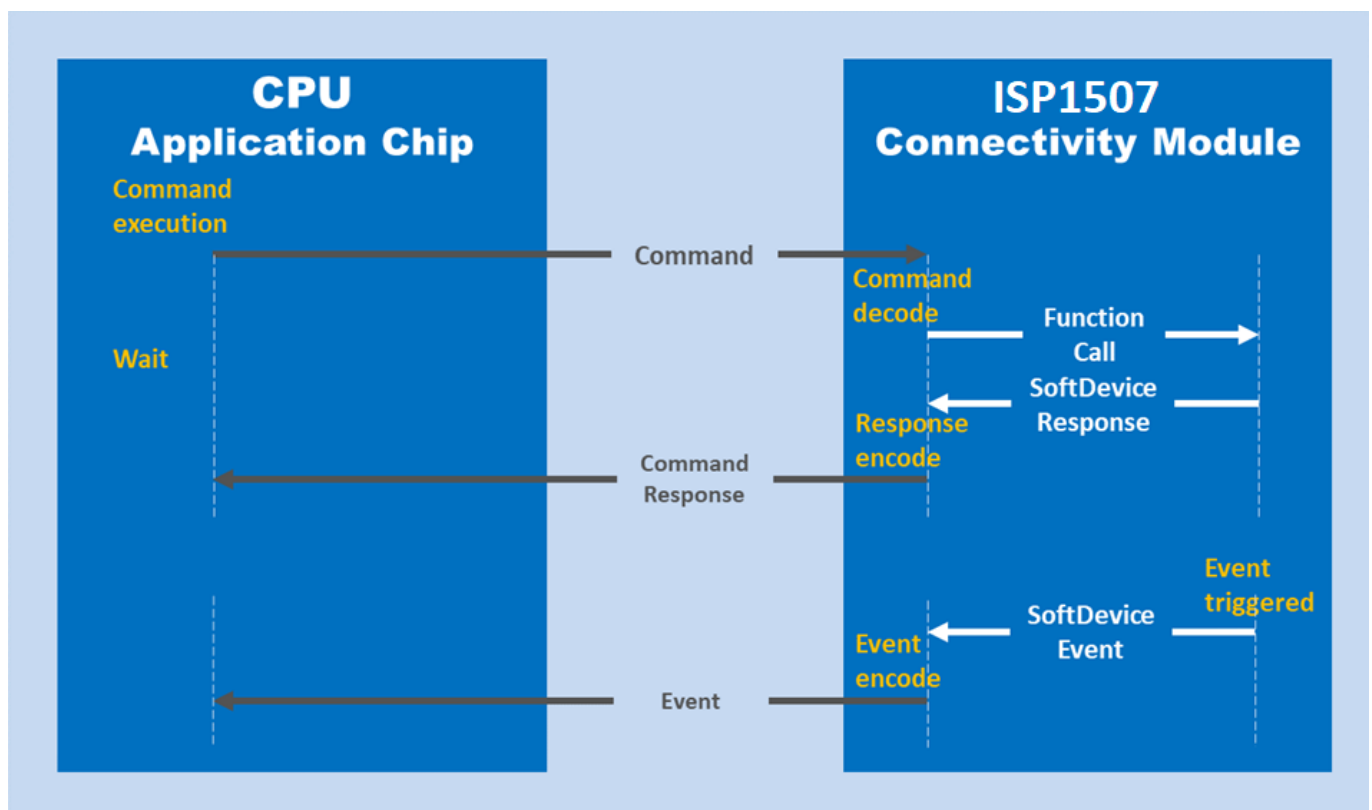 CPU
Application Chip
ISP1507
Connectivity Module
Command
execution
Command
Command
decode
Function
Call
Wait
SoftDevice
Response
Response
encode
Command
Response
Event
triggered
SoftDevice
Event
Event
encode
Event